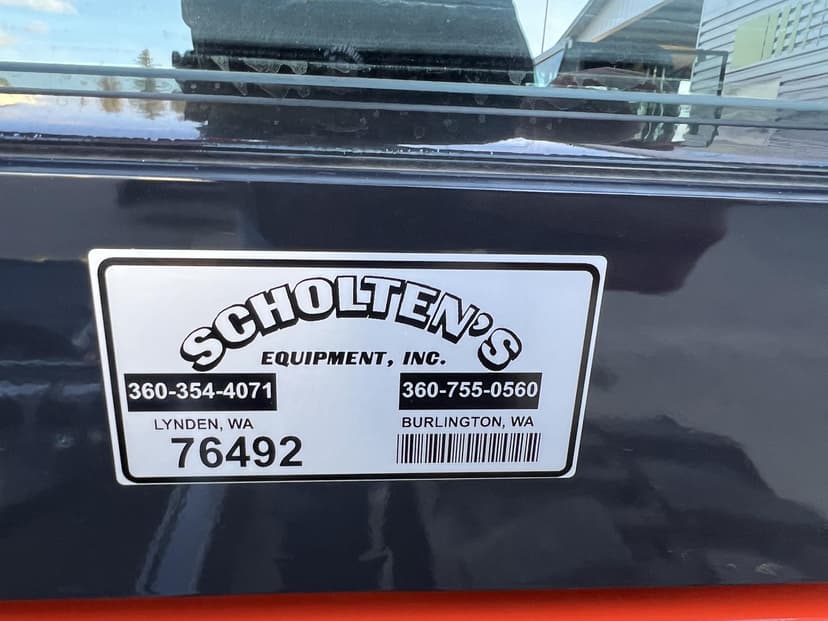 SCHOLTEN'S
EQUIPMENT, INC.
360-354-4071 360-755-0560
LYNDEN, WA BURLINGTON, WA
76492